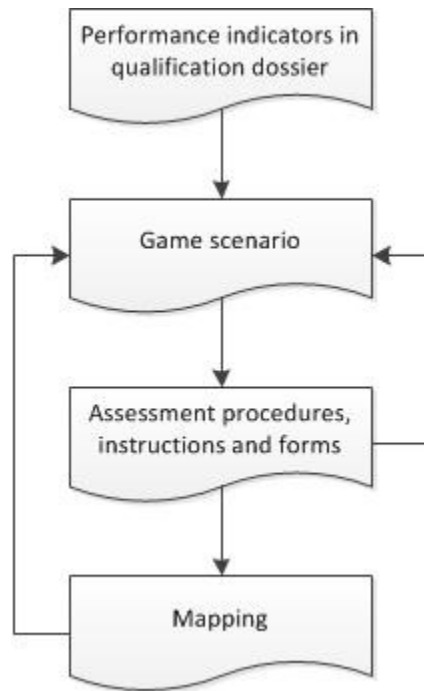 Performance indicators in
qualification dossier
Game scenario
Assessment procedures,
instructions and forms
Mapping